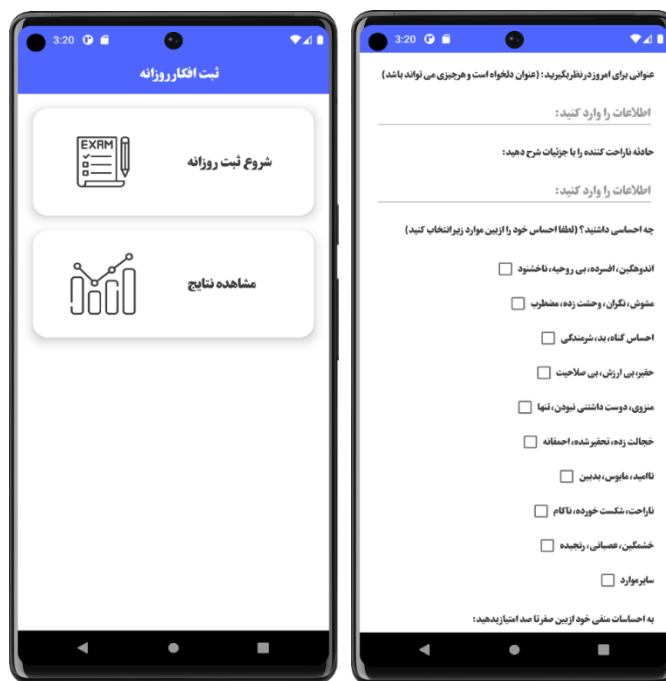 3:20
ثبت افکار روزانه
EXAM
شروع ثبت روزانه
مشاهده نتایج
3:20
عنوانی برای امروز در نظر بگیرید: (عنوان دلخواه است و هرچیزی می تواند باشد)
اطلاعات را وارد کنید:
حادثه ناراحت کننده را با جزئیات شرح دهید:
اطلاعات را وارد کنید:
چه احساسی داشتید؟ (لطفا احساس خود را ازبین موارد زیر انتخاب کنید)
اندوهگین، افسرده، بی روحیه، ناخشنود
مشوش، نگران، وحشت زده، مضطرب
احساس گناه، بد، شرمندگی
حقیر، بی ارزش، بی صلاحیت
منزوی، دوست داشتنی نبودن، تنها
خجالت زده، تحقیر شده، احمقانه
ناامید، مایوس، بدبین
ناراحت، شکست خورده، ناکام
خشمگین، عصبانی، رنجیده
سایر موارد
به احساسات منفی خود ازبین صفر تا صد امتیاز بدهید: